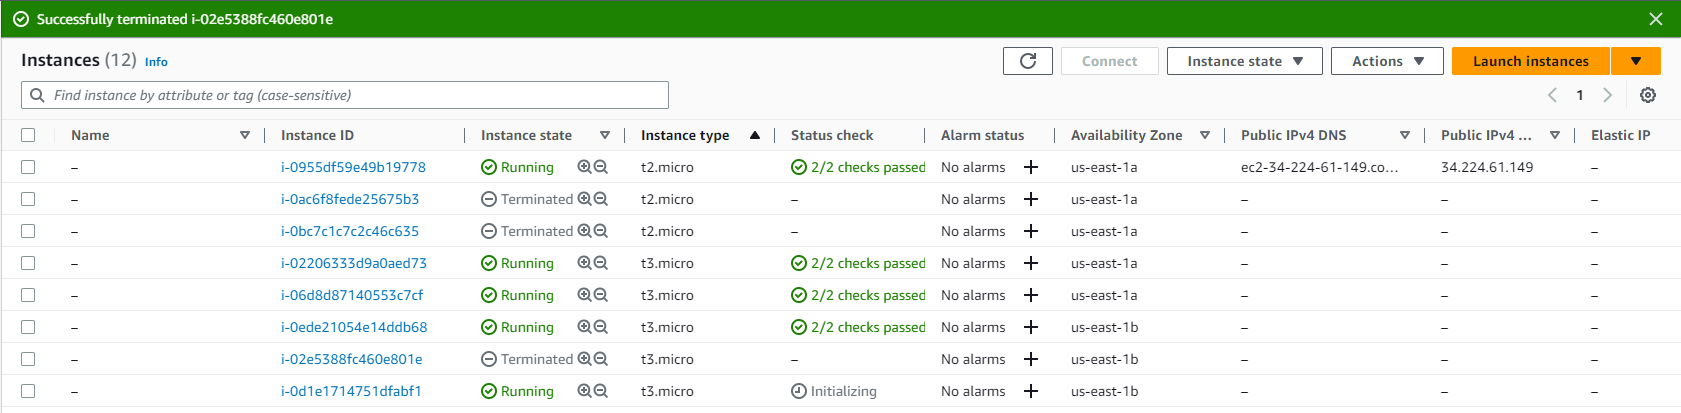 Successfully terminated i-02e5388fc460e801e
Instances (12) Info
Connect Instance state Actions Launch instances
Find instance by attribute or tag (case-sensitive)
1
Name Instance ID Instance state Instance type Status check Alarm status Availability Zone Public IPv4 DNS Public IPv4 ... Elastic IP
– i-0955df59e49b19778 Running t2.micro 2/2 checks passed No alarms + us-east-1a ec2-34-224-61-149.co... 34.224.61.149 –
– i-0ac6f8fede25675b3 Terminated t2.micro – No alarms + us-east-1a – – –
– i-0bc7c1c7c2c46c635 Terminated t2.micro – No alarms + us-east-1a – – –
– i-02206333d9a0aed73 Running t3.micro 2/2 checks passed No alarms + us-east-1a – – –
– i-06d8d87140553c7cf Running t3.micro 2/2 checks passed No alarms + us-east-1a – – –
– i-0ede21054e14ddb68 Running t3.micro 2/2 checks passed No alarms + us-east-1b – – –
– i-02e5388fc460e801e Terminated t3.micro – No alarms + us-east-1b – – –
– i-0d1e1714751dfabf1 Running t3.micro Initializing No alarms + us-east-1b – – –